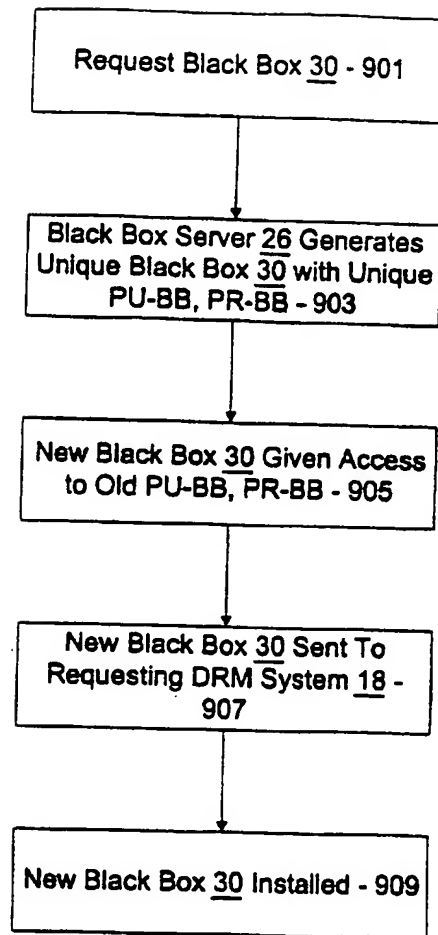 Request Black Box 30 - 901
Black Box Server 26 Generates
Unique Black Box 30 with Unique
PU-BB, PR-BB - 903
New Black Box 30 Given Access
to Old PU-BB, PR-BB - 905
New Black Box 30 Sent To
Requesting DRM System 18 -
907
New Black Box 30 Installed - 909